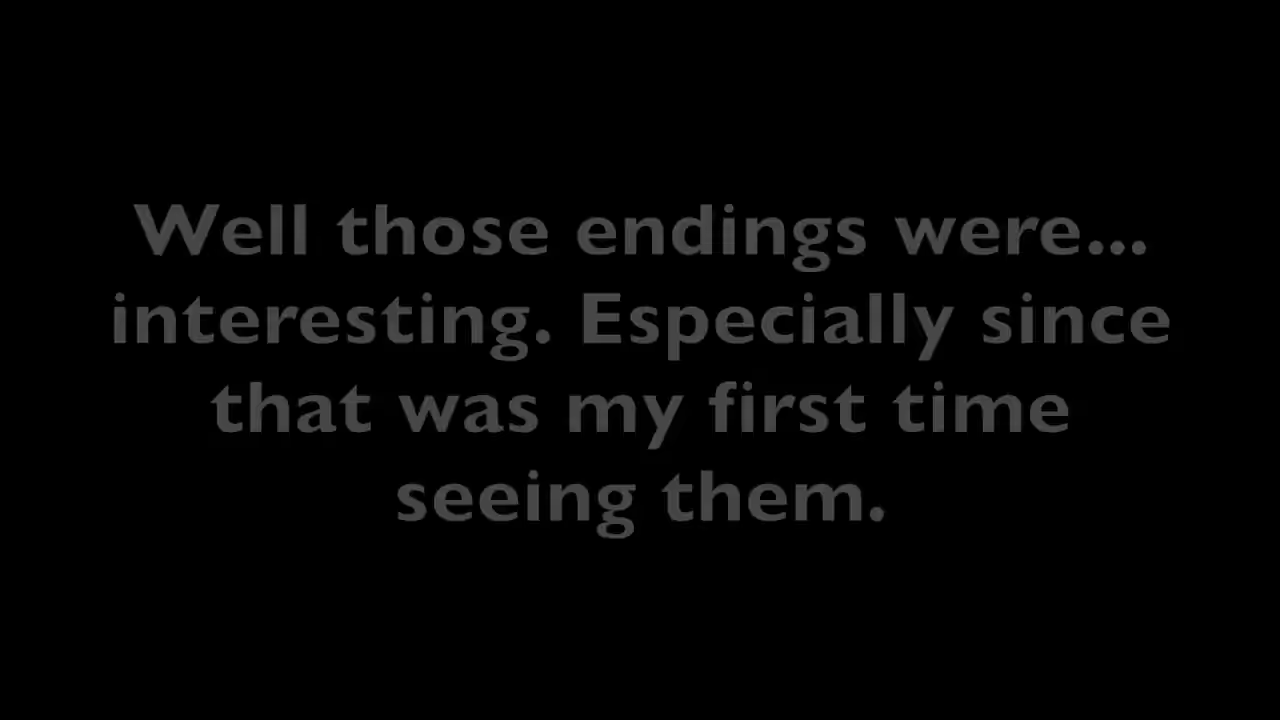 Well those endings were...
interesting. Especially since
that was my first time
seeing them.